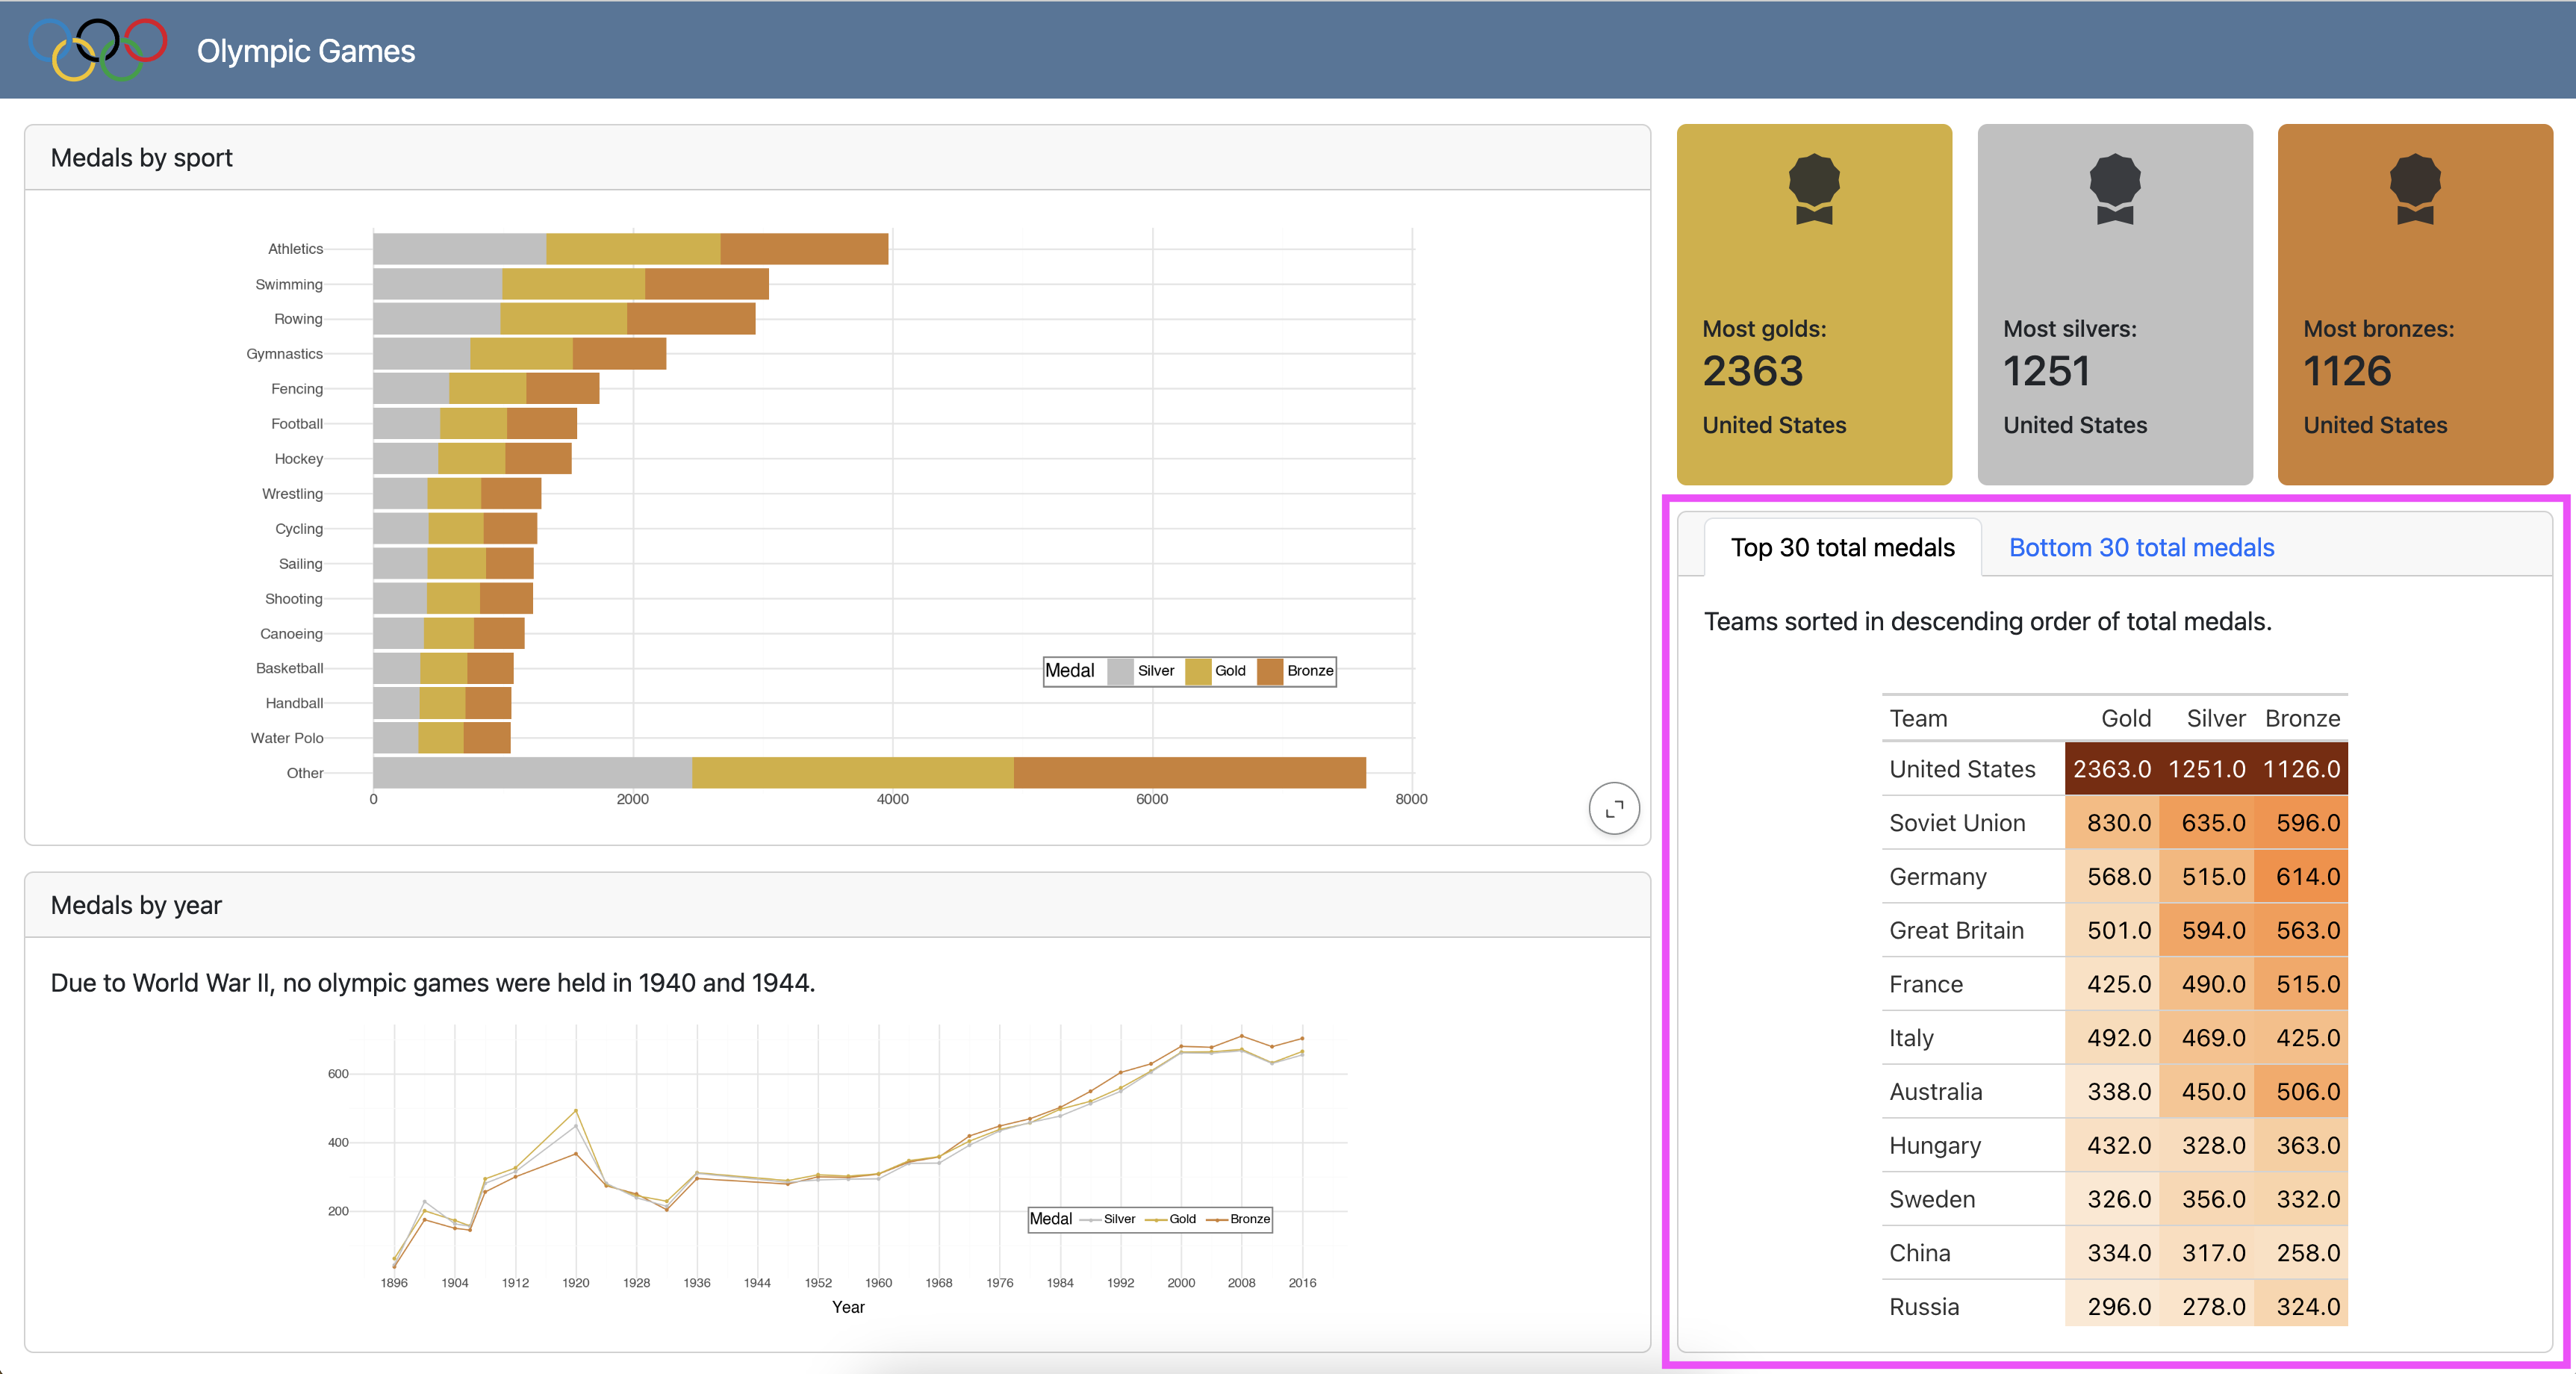 Olympic Games
Medals by sport
Athletics
Swimming
Rowing
Gymnastics
Fencing
Football
Hockey
Wrestling
Cycling
Sailing
Shooting
Canoeing
Basketball
Handball
Water Polo
Other
0 2000 4000 6000 8000
Medal Silver Gold Bronze
Medals by year
Due to World War II, no olympic games were held in 1940 and 1944.
600
400
200
1896 1904 1912 1920 1928 1936 1944 1952 1960 1968 1976 1984 1992 2000 2008 2016
Year
Medal Silver Gold Bronze
Most golds:
2363
United States
Most silvers:
1251
United States
Most bronzes:
1126
United States
Top 30 total medals Bottom 30 total medals
Teams sorted in descending order of total medals.
Team Gold Silver Bronze
United States 2363.0 1251.0 1126.0
Soviet Union 830.0 635.0 596.0
Germany 568.0 515.0 614.0
Great Britain 501.0 594.0 563.0
France 425.0 490.0 515.0
Italy 492.0 469.0 425.0
Australia 338.0 450.0 506.0
Hungary 432.0 328.0 363.0
Sweden 326.0 356.0 332.0
China 334.0 317.0 258.0
Russia 296.0 278.0 324.0